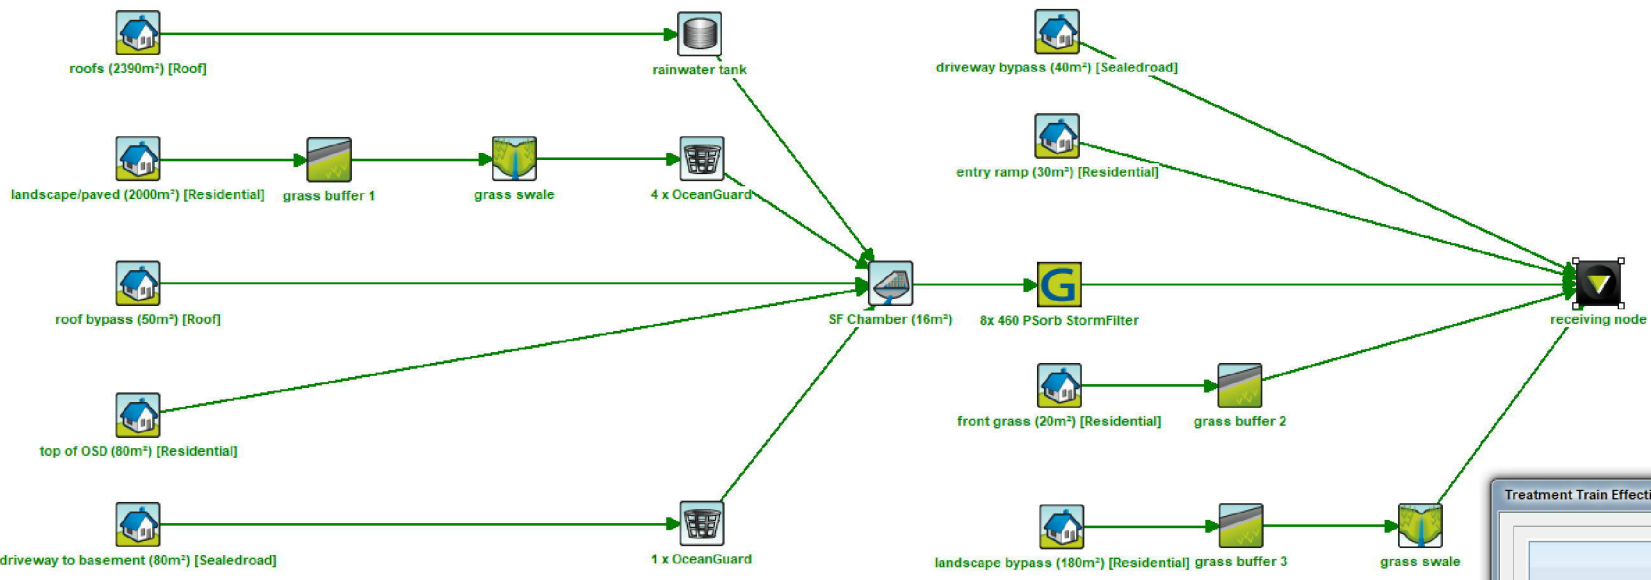 roofs (2390m²) [Roof]
rainwater tank
driveway bypass (40m²) [Sealedroad]
entry ramp (30m²) [Residential]
landscape/paved (2000m²) [Residential]
grass buffer 1
grass swale
4 x OceanGuard
roof bypass (50m²) [Roof]
SF Chamber (16m²)
G
8x 460 PSorb StormFilter
receiving node
top of OSD (80m²) [Residential]
front grass (20m²) [Residential]
grass buffer 2
driveway to basement (80m²) [Sealedroad]
1 x OceanGuard
landscape bypass (180m²) [Residential]
grass buffer 3
grass swale
Treatment Train Effecti